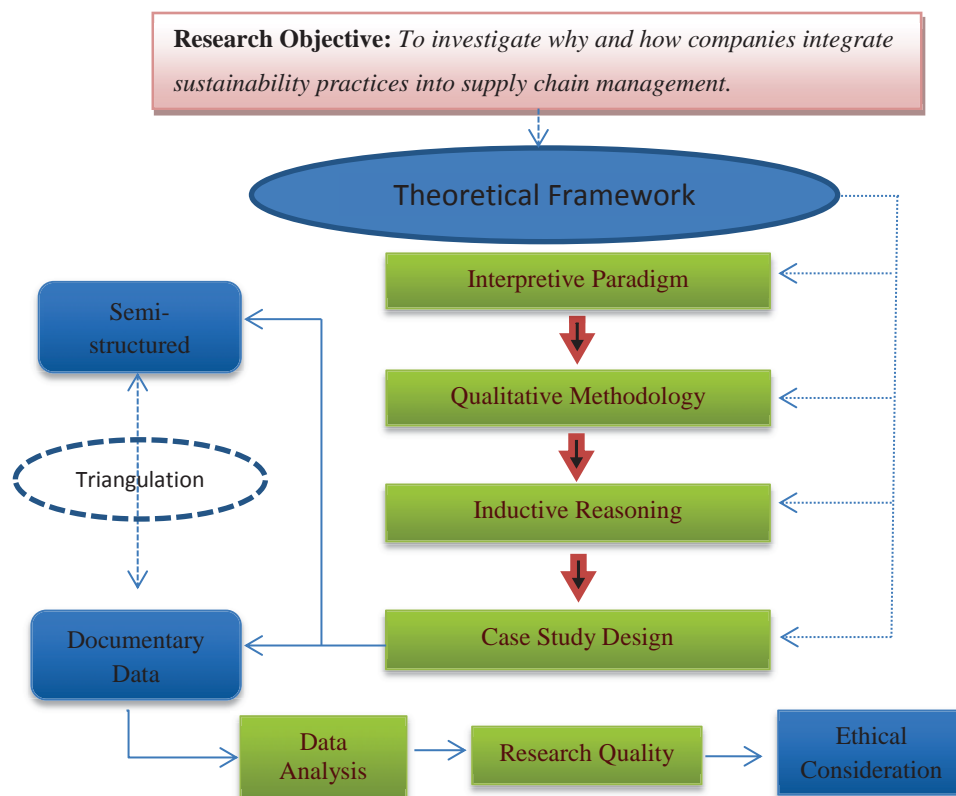 Research Objective: To investigate why and how companies integrate
sustainability practices into supply chain management.
Theoretical Framework
Interpretive Paradigm
Semi-
structured
Qualitative Methodology
Triangulation
Inductive Reasoning
Documentary
Data
Case Study Design
Data
Analysis
Research Quality
Ethical
Consideration